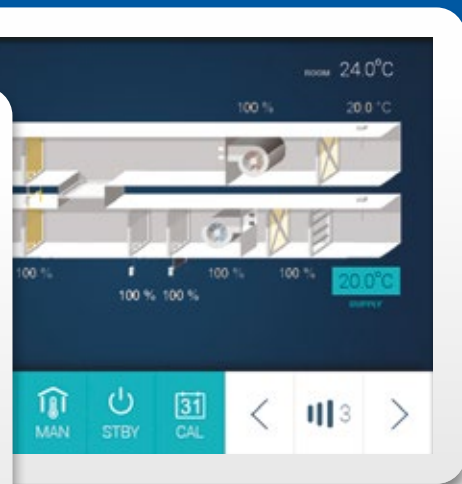 ROOM 24.0°C
100 % 20.0 °C
100 % 100 % 100 % 20.0°C
100 % 100 %
SUPPLY
31
MAN STBY CAL < 3 >